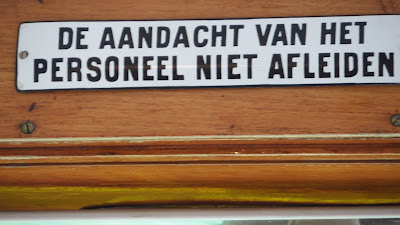 DE AANDACHT VAN HET
PERSONEEL NIET AFLEIDEN